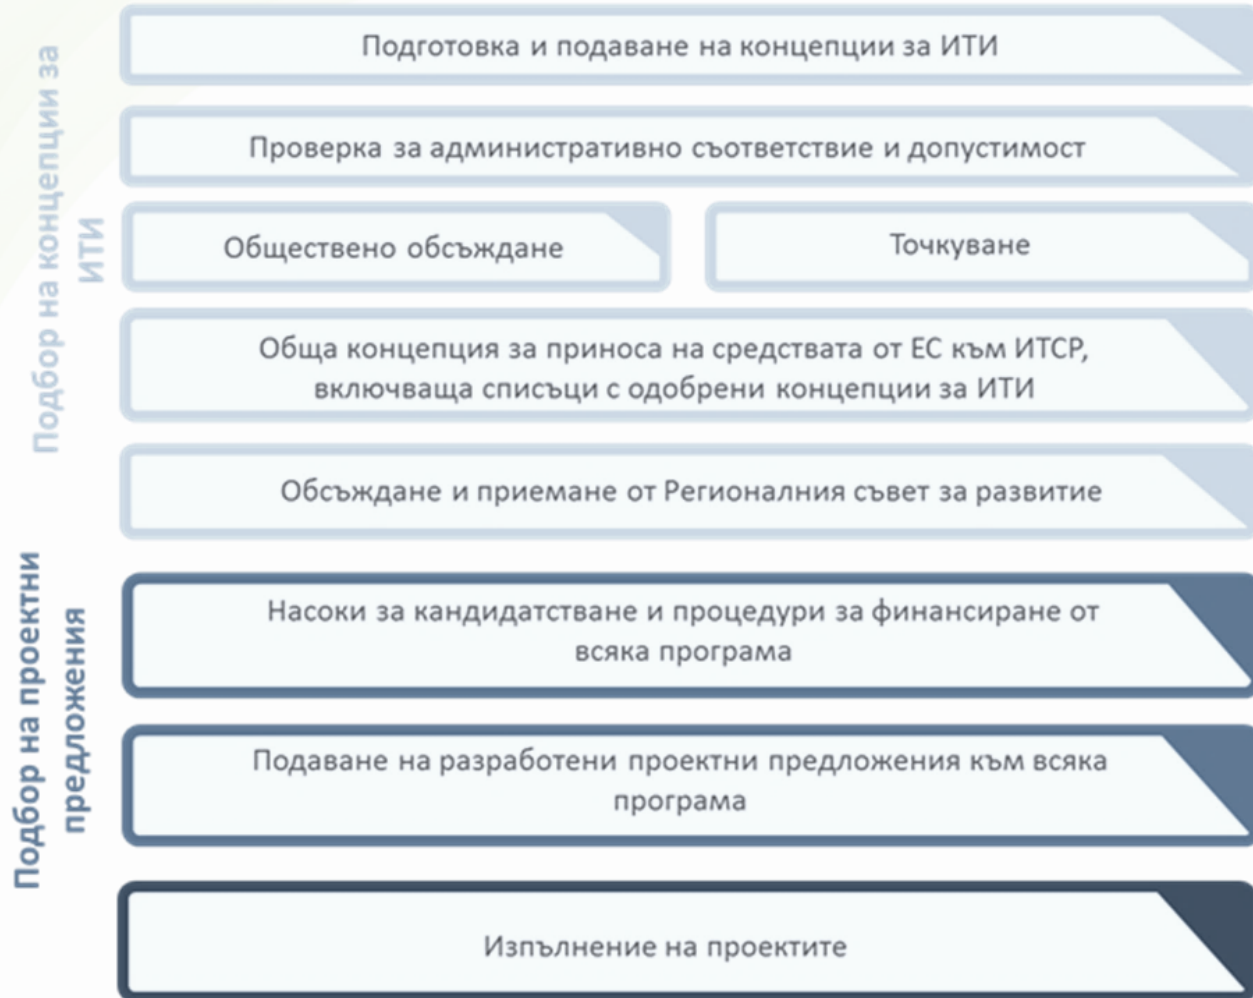 Подбор на концепции за
ИТИ
Подготовка и подаване на концепции за ИТИ
Проверка за административно съответствие и допустимост
Обществено обсъждане
Точкуване
Обща концепция за приноса на средствата от ЕС към ИТСР,
включваща списъци с одобрени концепции за ИТИ
Обсъждане и приемане от Регионалния съвет за развитие
Подбор на проектни
предложения
Насоки за кандидатстване и процедури за финансиране от
всяка програма
Подаване на разработени проектни предложения към всяка
програма
Изпълнение на проектите